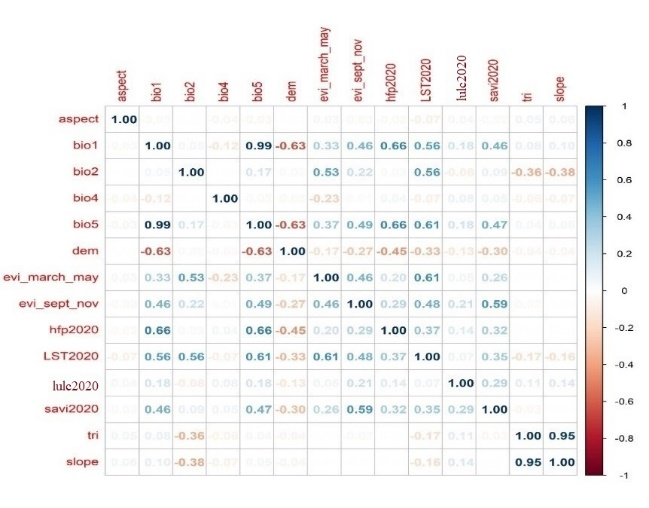 aspect bio1 bio2 bio4 bio5 dem evi_march_may evi_sept_nov hfp2020 LST2020 lulc2020 savi2020 tri slope
aspect 1.00 -0.07
bio1 1.00 -0.12 0.99 -0.63 0.33 0.46 0.66 0.56 0.18 0.46 0.10
bio2 1.00 0.17 0.53 0.22 0.56 -0.36 -0.38
bio4 -0.12 1.00 -0.23
bio5 0.99 0.17 1.00 -0.63 0.37 0.49 0.66 0.61 0.18 0.47
dem -0.63 -0.63 1.00 -0.17 -0.27 -0.45 -0.33 -0.13 -0.30
evi_march_may 0.33 0.53 -0.23 0.37 -0.17 1.00 0.46 0.20 0.61 0.26
evi_sept_nov 0.46 0.22 0.49 -0.27 0.46 1.00 0.29 0.48 0.21 0.59
hfp2020 0.66 0.66 -0.45 0.20 0.29 1.00 0.37 0.14 0.32
LST2020 -0.07 0.56 0.56 -0.07 0.61 -0.33 0.61 0.48 0.37 1.00 0.07 0.35 -0.17 -0.16
lulc2020 0.18 0.18 -0.13 0.21 0.14 0.07 1.00 0.29 0.11 0.14
savi2020 0.46 0.47 -0.30 0.26 0.59 0.32 0.35 0.29 1.00
tri -0.36 -0.17 0.11 1.00 0.95
slope 0.10 -0.38 -0.07 -0.16 0.14 0.95 1.00
1
0.8
0.6
0.4
0.2
0
-0.2
-0.4
-0.6
-0.8
-1